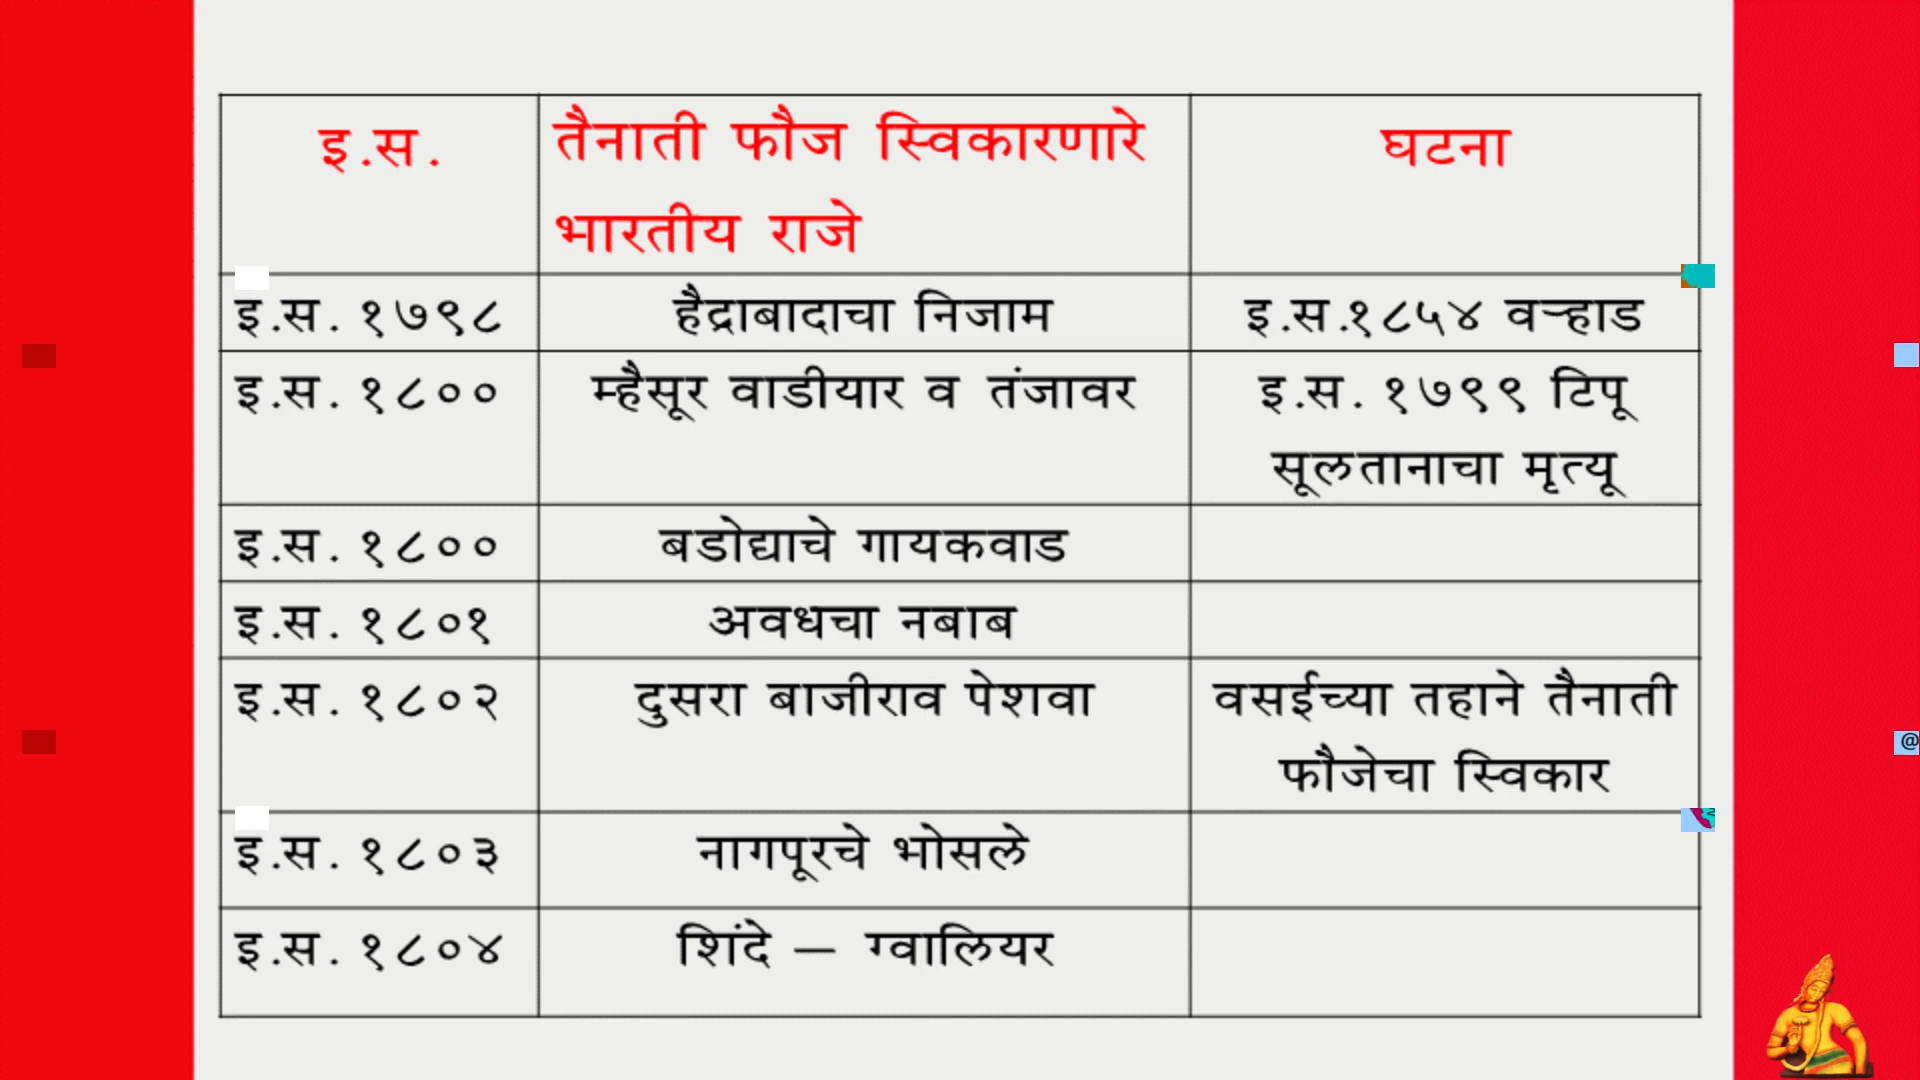 इ.स. तैनाती फौज स्विकारणारे घटना
भारतीय राजे
इ.स. १७९८ हैद्राबादाचा निजाम इ.स.१८५४ वऱ्हाड
इ.स. १८०० म्हैसूर वाडीयार व तंजावर इ.स. १७९९ टिपू
सूलतानाचा मृत्यू
इ.स. १८०० बडोद्याचे गायकवाड
इ.स. १८०१ अवधचा नबाब
इ.स. १८०२ दुसरा बाजीराव पेशवा वसईच्या तहाने तैनाती
फौजेचा स्विकार
इ.स. १८०३ नागपूरचे भोसले
इ.स. १८०४ शिंदे – ग्वालियर
@